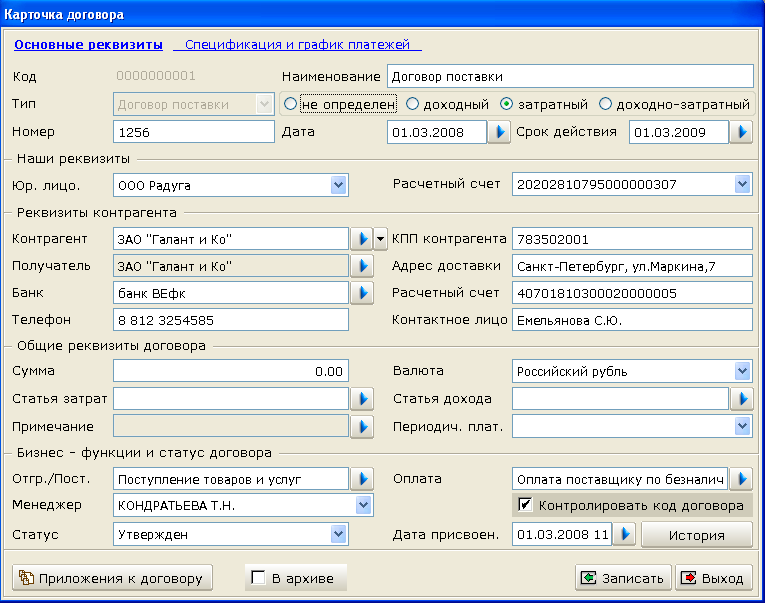 Карточка договора
Основные реквизиты Спецификация и график платежей
Код 0000000001 Наименование Договор поставки
Тип Договор поставки не определен доходный затратный доходно-затратный
Номер 1256 Дата 01.03.2008 Срок действия 01.03.2009
Наши реквизиты
Юр. лицо. ООО Радуга Расчетный счет 20202810795000000307
Реквизиты контрагента
Контрагент ЗАО "Галант и Ко" КПП контрагента 783502001
Получатель ЗАО "Галант и Ко" Адрес доставки Санкт-Петербург, ул.Маркина,7
Банк банк ВЕфк Расчетный счет 40701810300020000005
Телефон 8 812 3254585 Контактное лицо Емельянова С.Ю.
Общие реквизиты договора
Сумма 0.00 Валюта Российский рубль
Статья затрат Статья дохода
Примечание Периодич. плат.
Бизнес - функции и статус договора
Отгр./Пост. Поступление товаров и услуг Оплата Оплата поставщику по безналич
Менеджер КОНДРАТЬЕВА Т.Н. Контролировать код договора
Статус Утвержден Дата присвоен. 01.03.2008 11 История
Приложения к договору В архиве Записать Выход